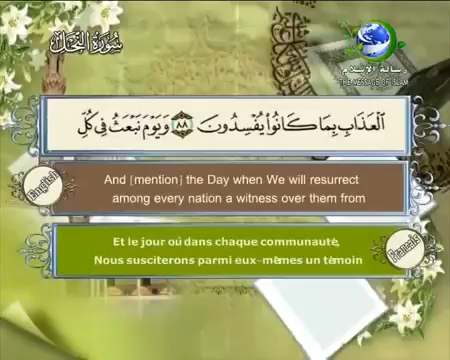 سورة النحل
رسالة الإسلام
THE MESSAGE OF ISLAM
ٱلْعَذَابِ بِمَا كَانُوا۟ يُفْسِدُونَ ٨٨ وَيَوْمَ نَبْعَثُ فِى كُلِّ
English
And [mention] the Day when We will resurrect
among every nation a witness over them from
Et le jour où dans chaque communauté,
Nous susciterons parmi eux-mêmes un témoin
Francais